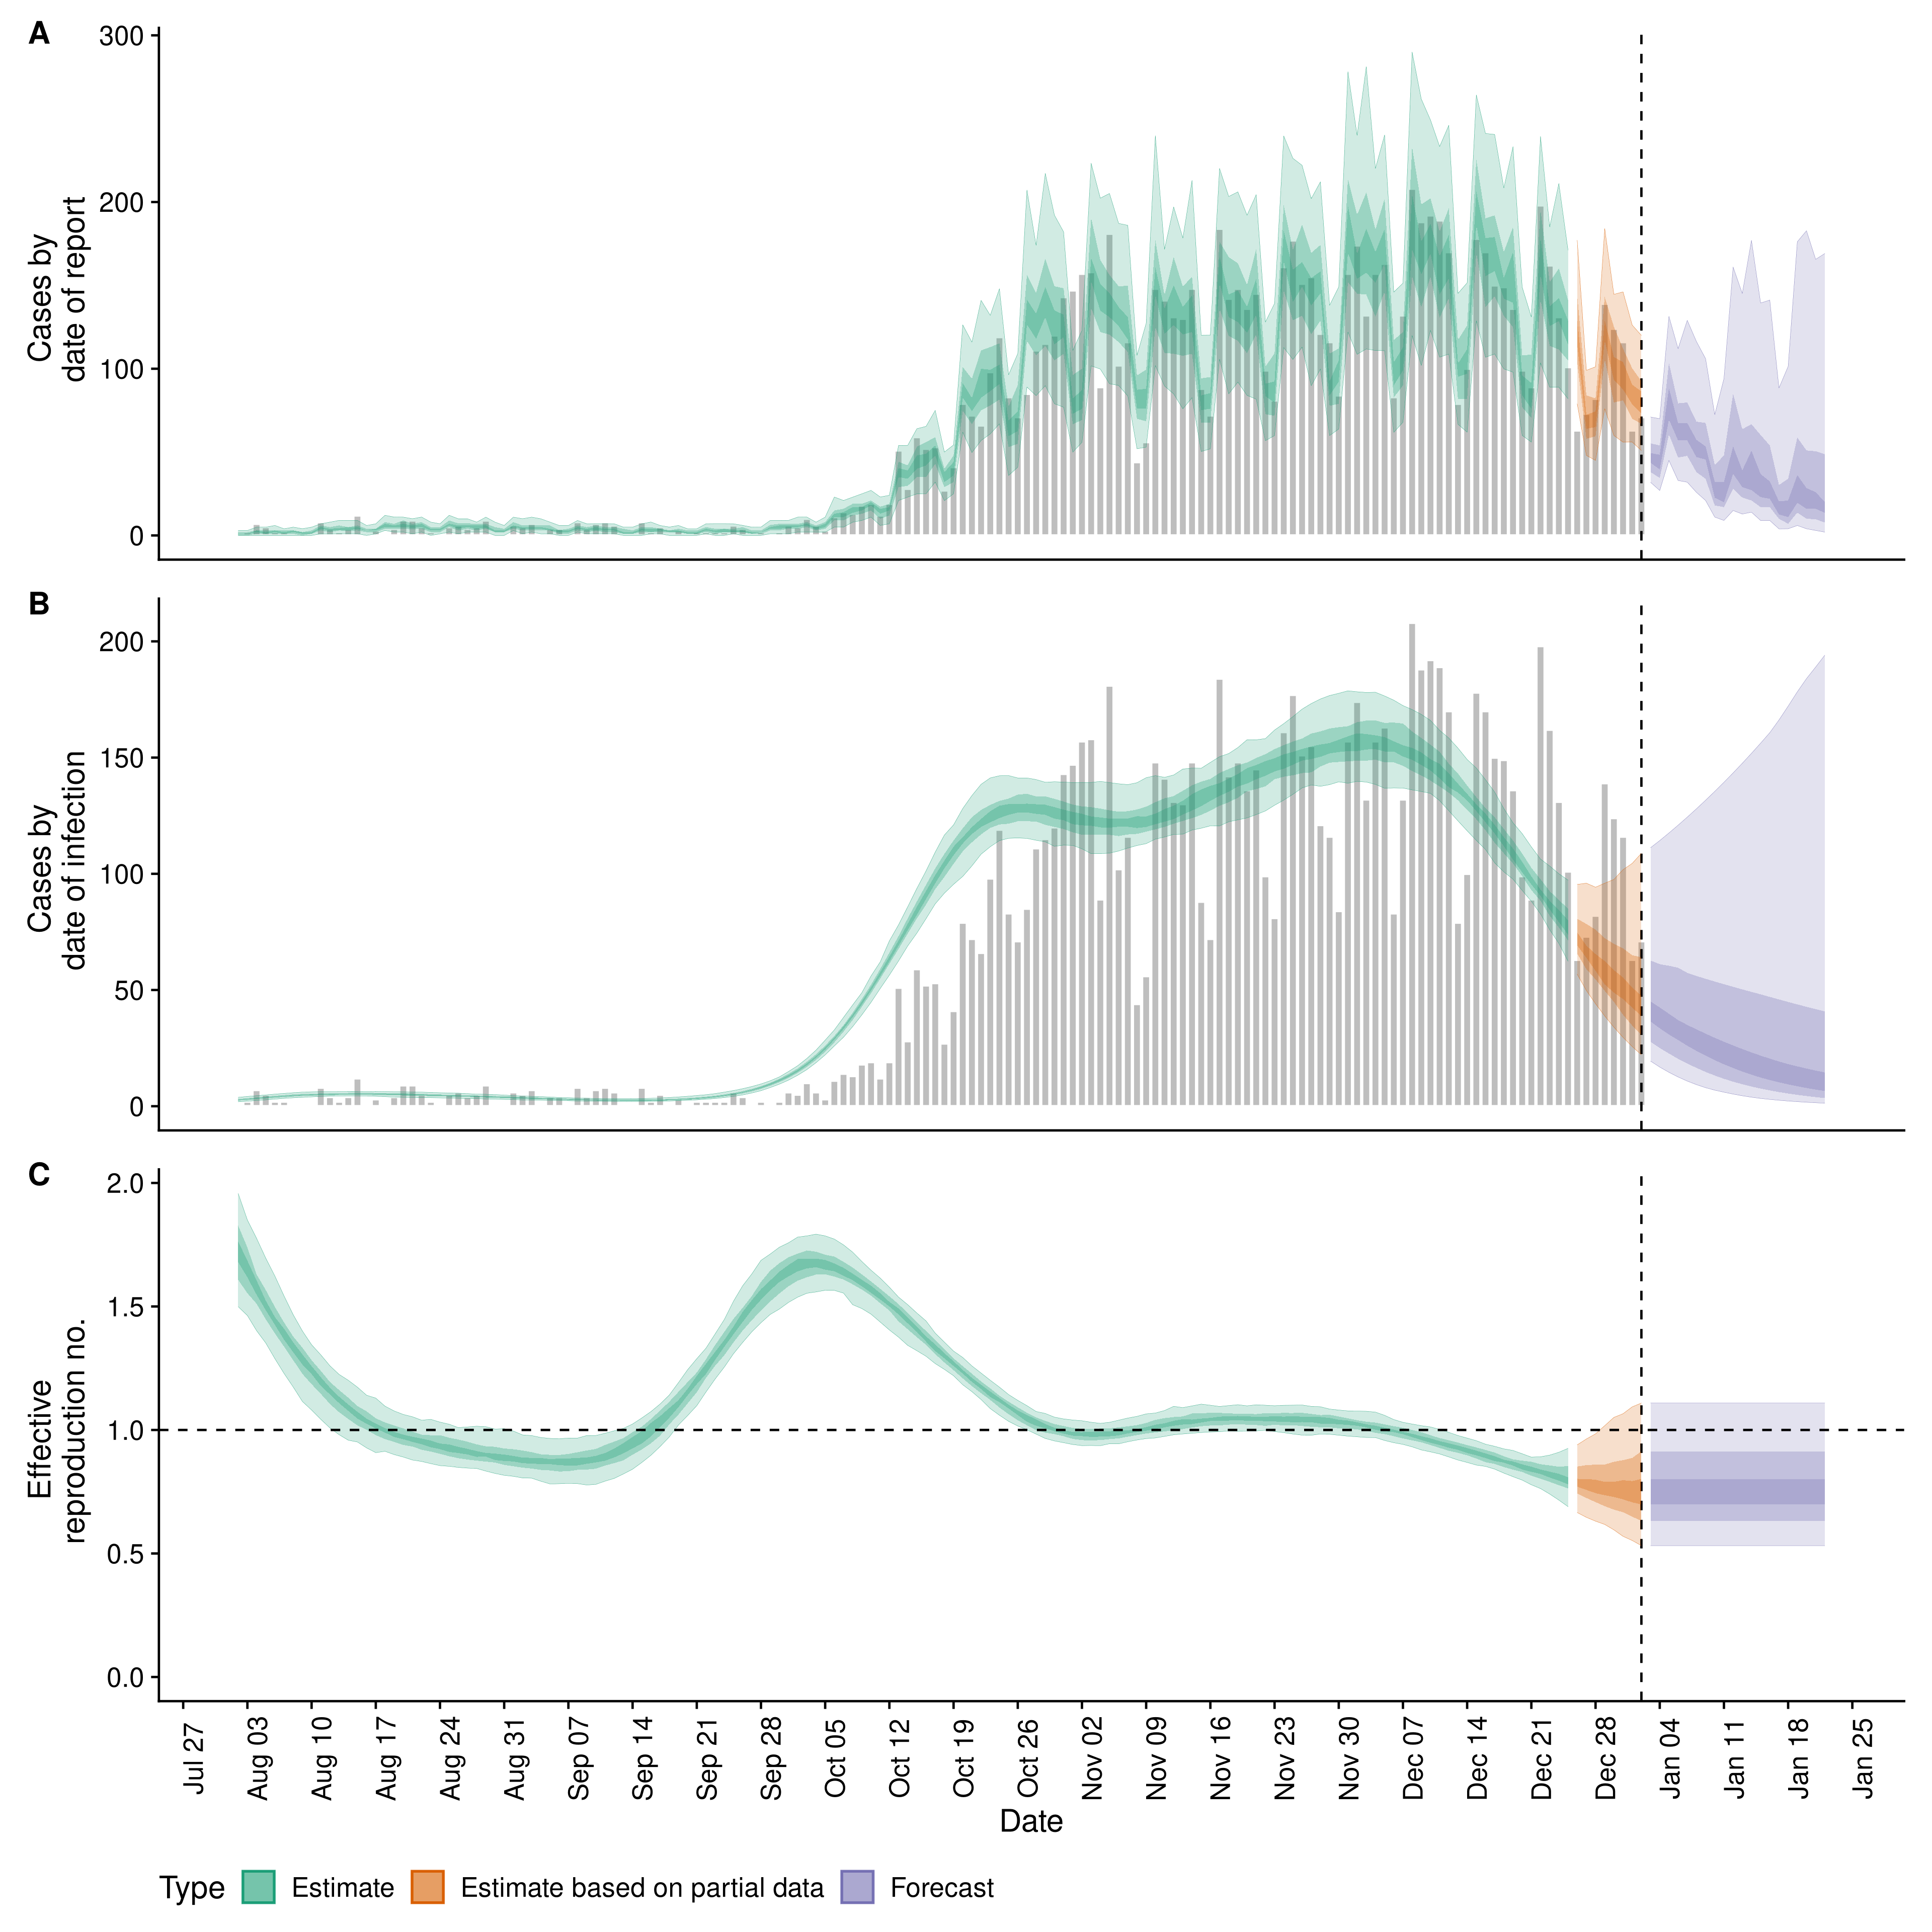 A
300
200
100
0
Cases by
date of report
B
200
150
100
50
0
Cases by
date of infection
C
2.0
1.5
1.0
0.5
0.0
Effective
reproduction no.
Jul 27
Aug 03
Aug 10
Aug 17
Aug 24
Aug 31
Sep 07
Sep 14
Sep 21
Sep 28
Oct 05
Oct 12
Oct 19
Oct 26
Nov 02
Nov 09
Nov 16
Nov 23
Nov 30
Dec 07
Dec 14
Dec 21
Dec 28
Jan 04
Jan 11
Jan 18
Jan 25
Date
Type Estimate Estimate based on partial data Forecast